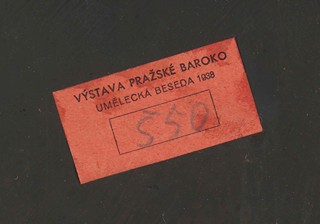 VÝSTAVA PRAŽSKÉ BAROKO
UMĚLECKÁ BESEDA 1938
550